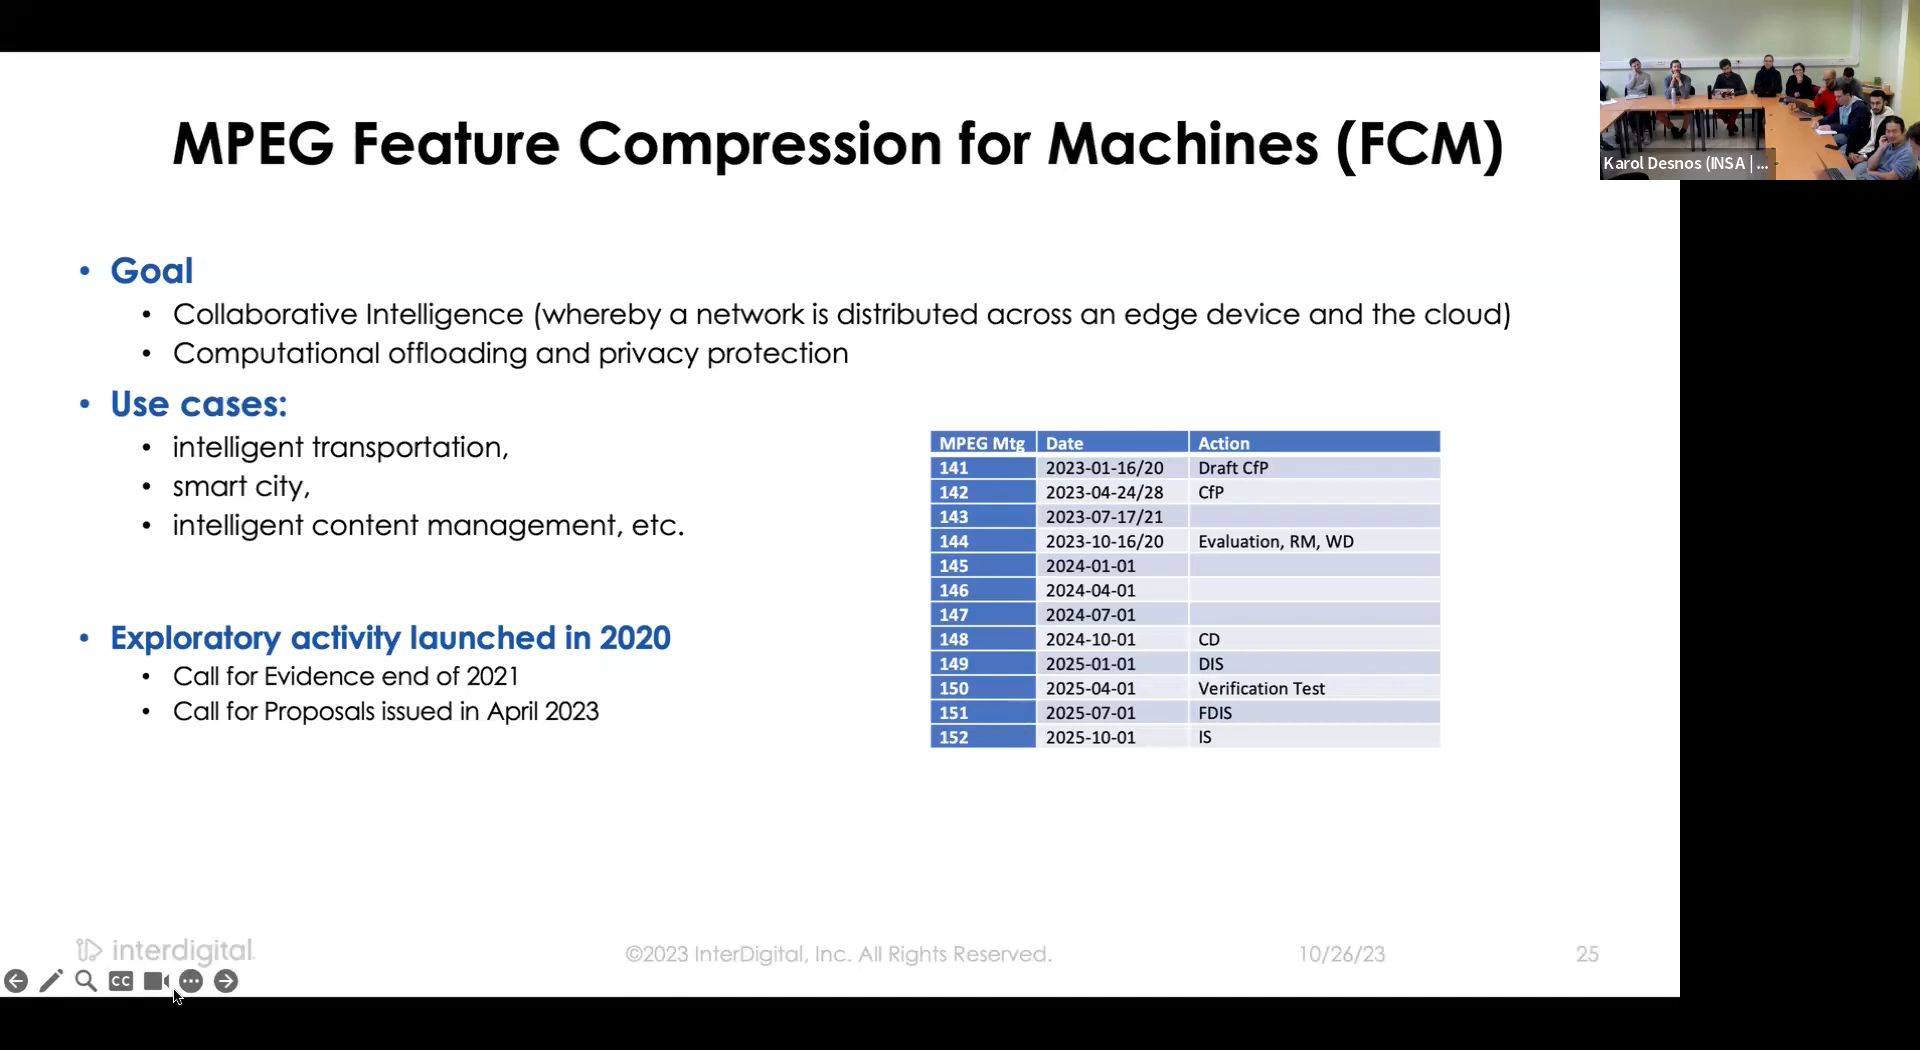 MPEG Feature Compression for Machines (FCM)
Karol Desnos (INSA | ...
• Goal
• Collaborative Intelligence (whereby a network is distributed across an edge device and the cloud)
• Computational offloading and privacy protection
• Use cases:
• intelligent transportation,
• smart city,
• intelligent content management, etc.
• Exploratory activity launched in 2020
• Call for Evidence end of 2021
• Call for Proposals issued in April 2023
MPEG Mtg Date Action
141 2023-01-16/20 Draft CfP
142 2023-04-24/28 CfP
143 2023-07-17/21
144 2023-10-16/20 Evaluation, RM, WD
145 2024-01-01
146 2024-04-01
147 2024-07-01
148 2024-10-01 CD
149 2025-01-01 DIS
150 2025-04-01 Verification Test
151 2025-07-01 FDIS
152 2025-10-01 IS
interdigital
©2023 InterDigital, Inc. All Rights Reserved.
10/26/23
25
CC